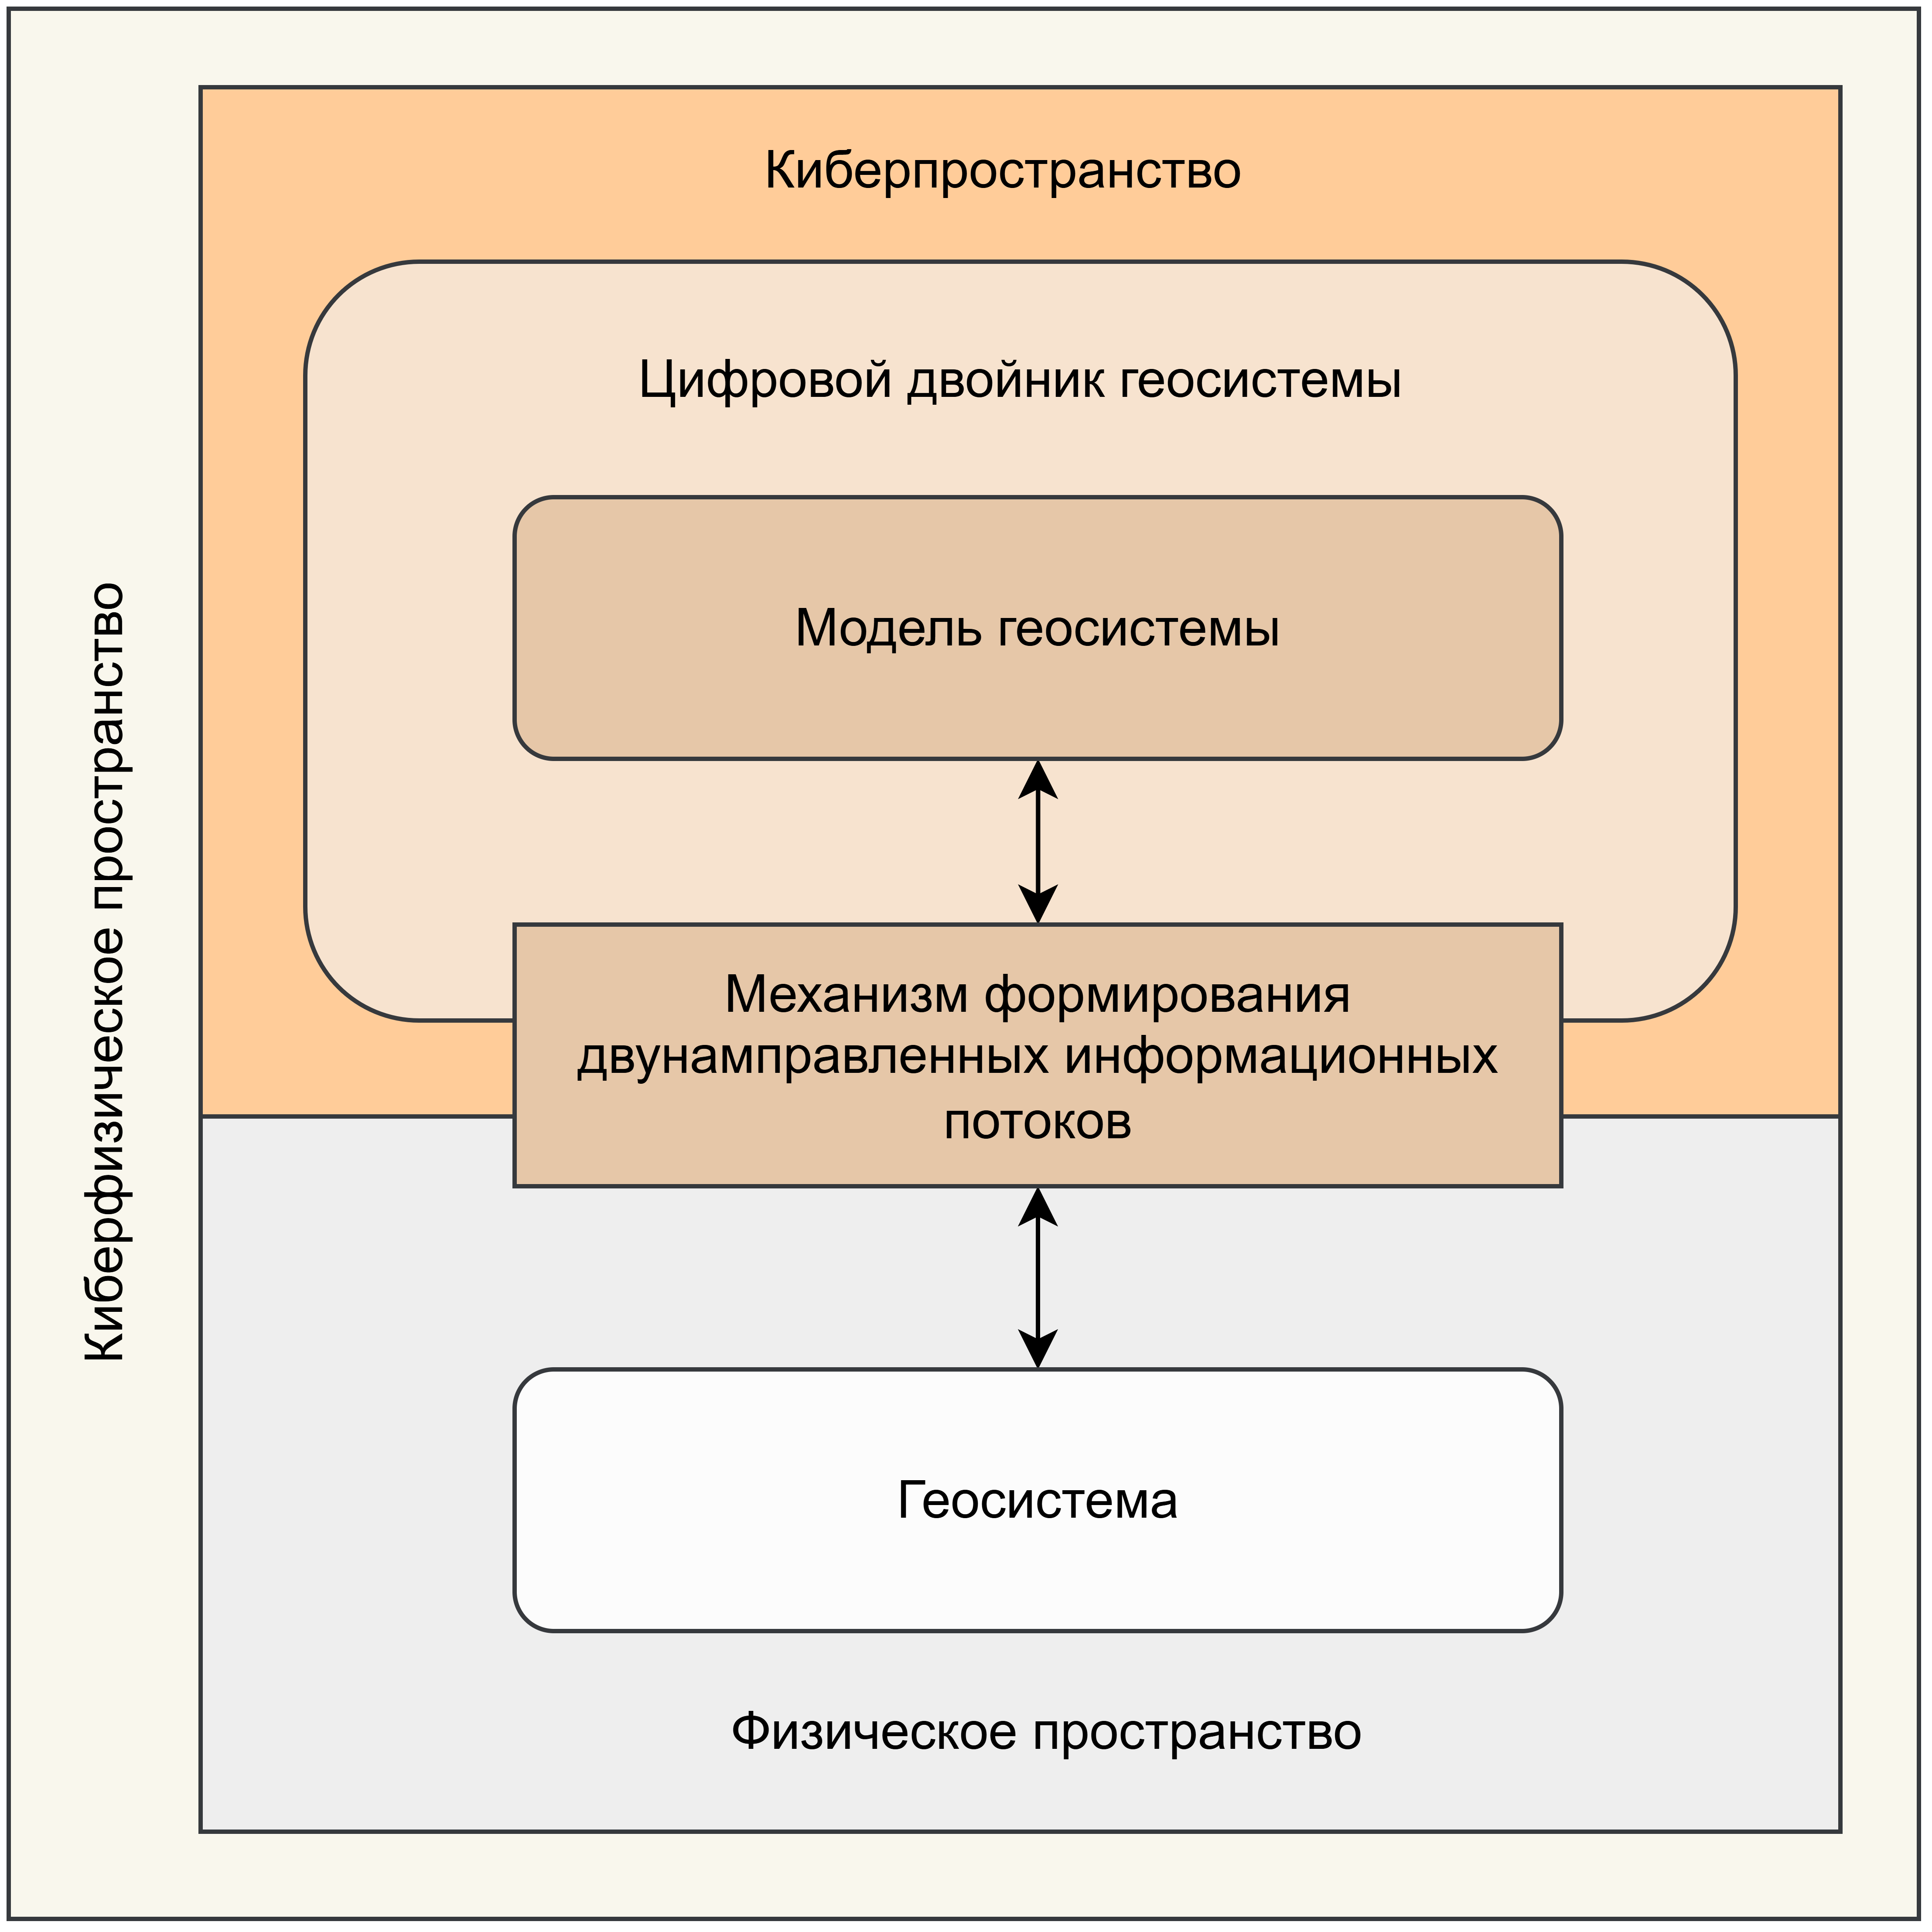 Киберпространство
Цифровой двойник геосистемы
Модель геосистемы
Механизм формирования
двунамправленных информационных
потоков
Геосистема
Физическое пространство
Киберфизическое пространство